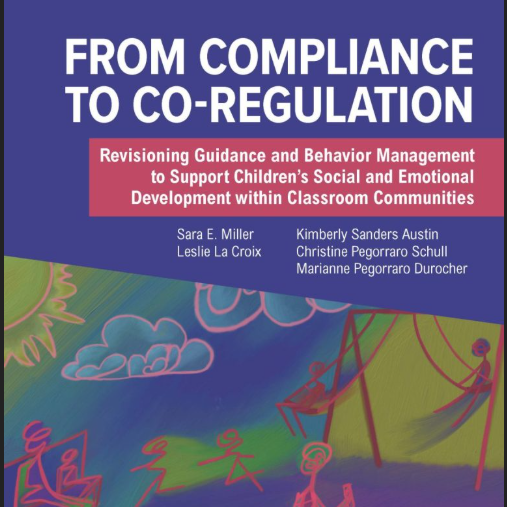 FROM COMPLIANCE
TO CO-REGULATION
Revisioning Guidance and Behavior Management
to Support Children's Social and Emotional
Development within Classroom Communities
Sara E. Miller
Leslie La Croix
Kimberly Sanders Austin
Christine Pegorraro Schull
Marianne Pegorraro Durocher